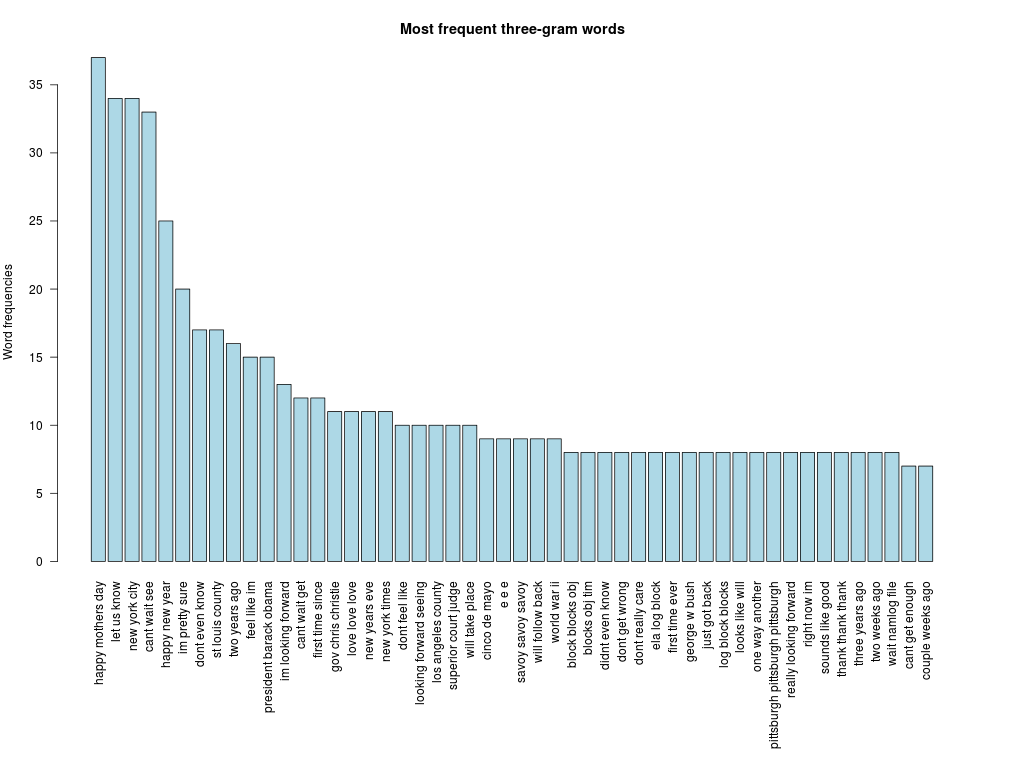 Most frequent three-gram words
Word frequencies
35
30
25
20
15
10
5
0
happy mothers day
let us know
new york city
cant wait see
happy new year
im pretty sure
dont even know
st louis county
two years ago
feel like im
president barack obama
im looking forward
cant wait get
first time since
gov chris christie
love love love
new years eve
new york times
dont feel like
looking forward seeing
los angeles county
superior court judge
will take place
cinco de mayo
e e e
savoy savoy savoy
will follow back
world war ii
block blocks obj
blocks obj tim
didnt even know
dont get wrong
dont really care
ela log block
first time ever
george w bush
just got back
log block blocks
looks like will
one way another
pittsburgh pittsburgh pittsburgh
really looking forward
right now im
sounds like good
thank thank thank
three years ago
two weeks ago
wait namlog file
cant get enough
couple weeks ago